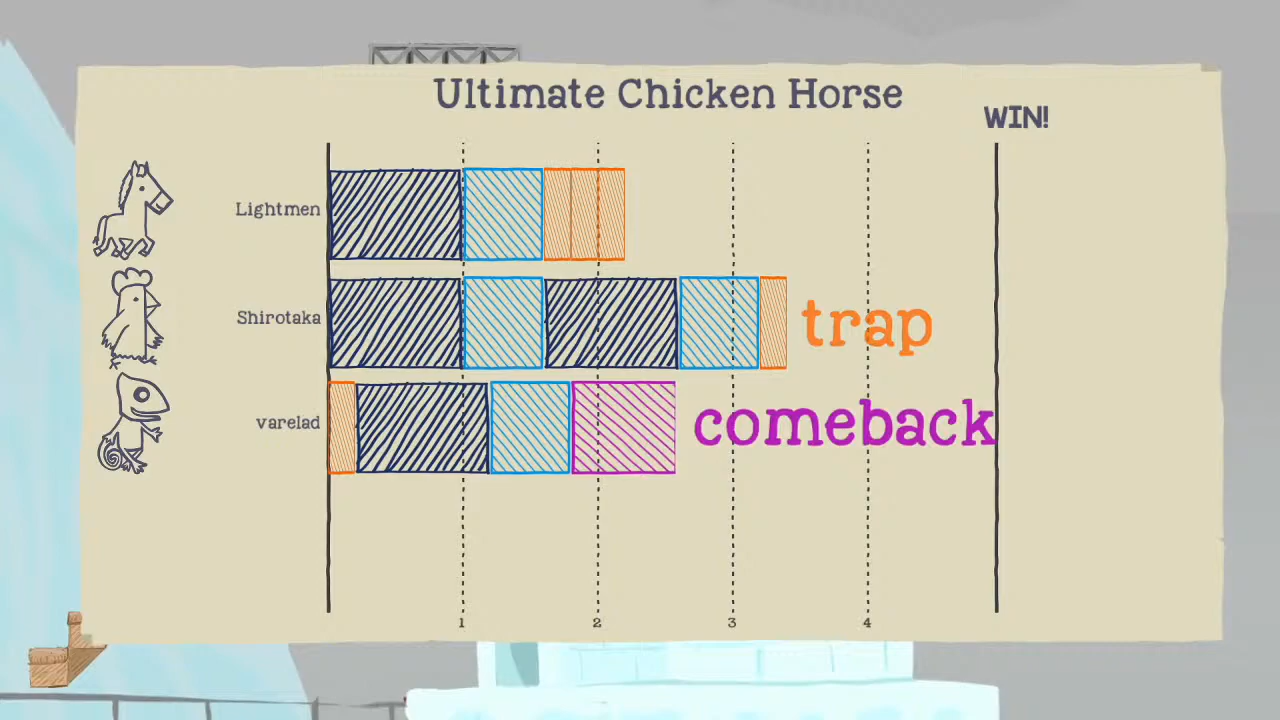 Ultimate Chicken Horse
WIN!
Lightmen
Shirotaka
trap
varelad
comeback
1 2 3 4